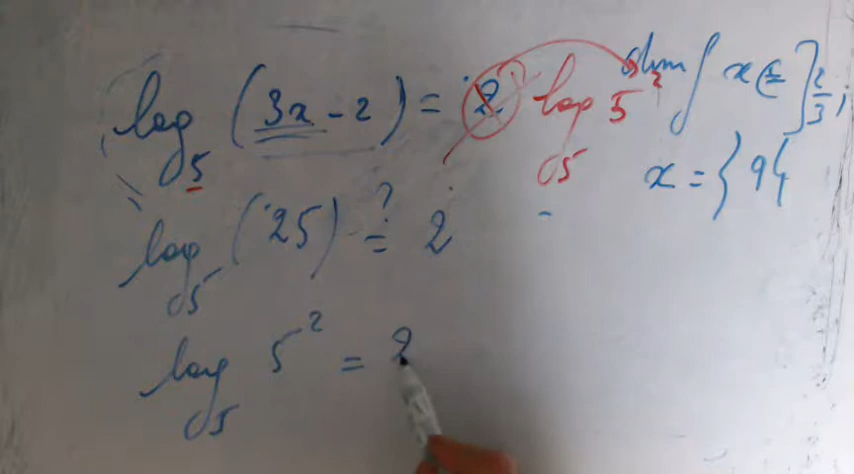 log₅ (3x - 2) = 2 log₅ 5²
x ∈ ] 2/3 ;
x = { 9 {
log₅ (25) ≟ 2
log₅ 5² = 2